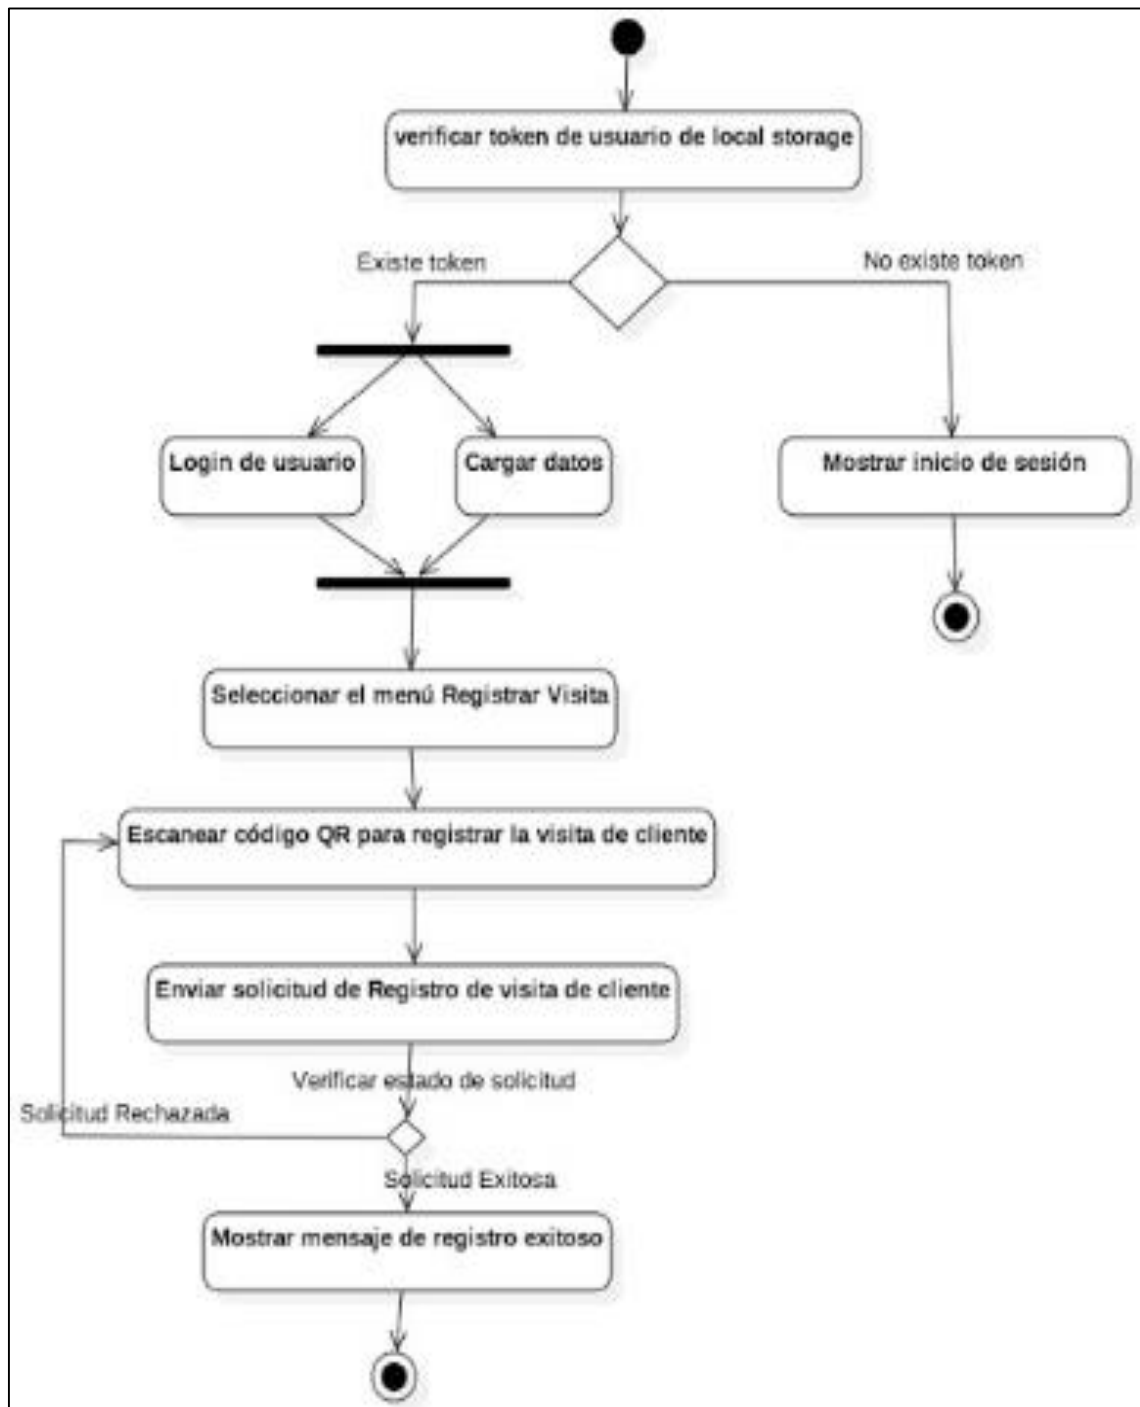 verificar token de usuario de local storage
Existe token
No existe token
Login de usuario
Cargar datos
Mostrar inicio de sesión
Seleccionar el menú Registrar Visita
Escanear código QR para registrar la visita de cliente
Enviar solicitud de Registro de visita de cliente
Verificar estado de solicitud
Solicitud Rechazada
Solicitud Exitosa
Mostrar mensaje de registro exitoso